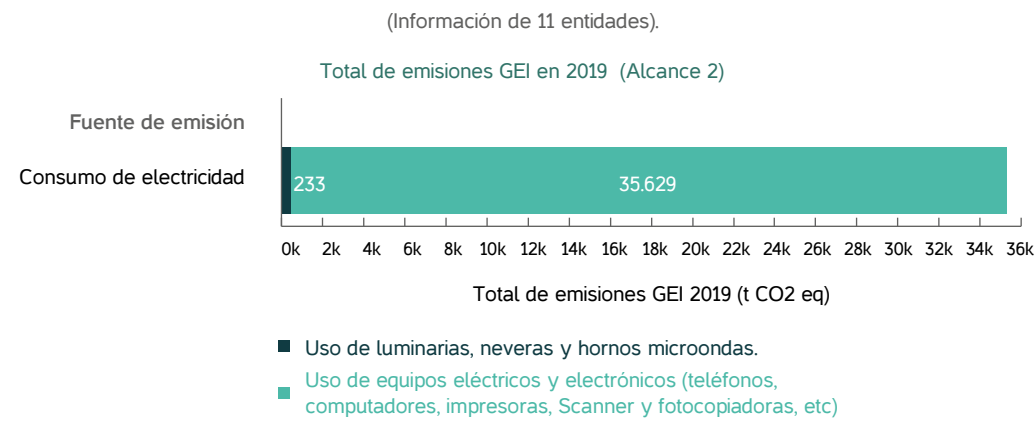 (Información de 11 entidades).
Total de emisiones GEI en 2019 (Alcance 2)
Fuente de emisión
Consumo de electricidad
233
35.629
0k 2k 4k 6k 8k 10k 12k 14k 16k 18k 20k 22k 24k 26k 28k 30k 32k 34k 36k
Total de emisiones GEI 2019 (t CO2 eq)
Uso de luminarias, neveras y hornos microondas.
Uso de equipos eléctricos y electrónicos (teléfonos,
computadores, impresoras, Scanner y fotocopiadoras, etc)